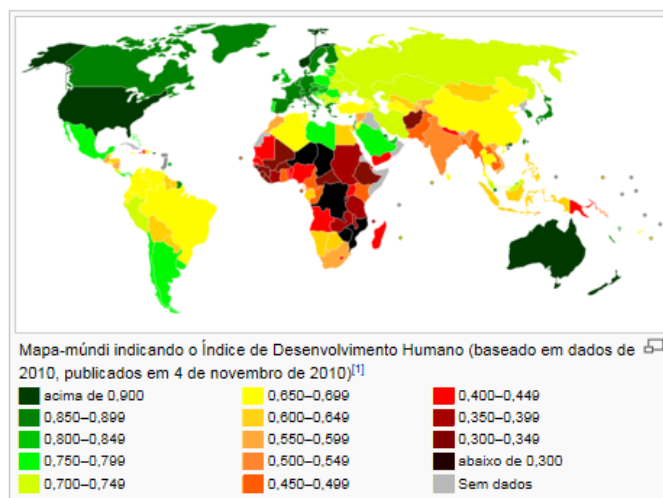 Mapa-múndi indicando o Índice de Desenvolvimento Humano (baseado em dados de
2010, publicados em 4 de novembro de 2010)[1]
acima de 0,900
0,850–0,899
0,800–0,849
0,750–0,799
0,700–0,749
0,650–0,699
0,600–0,649
0,550–0,599
0,500–0,549
0,450–0,499
0,400–0,449
0,350–0,399
0,300–0,349
abaixo de 0,300
Sem dados